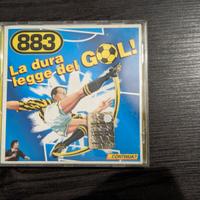 883
La dura
legge del GOL!
CONTINUA?